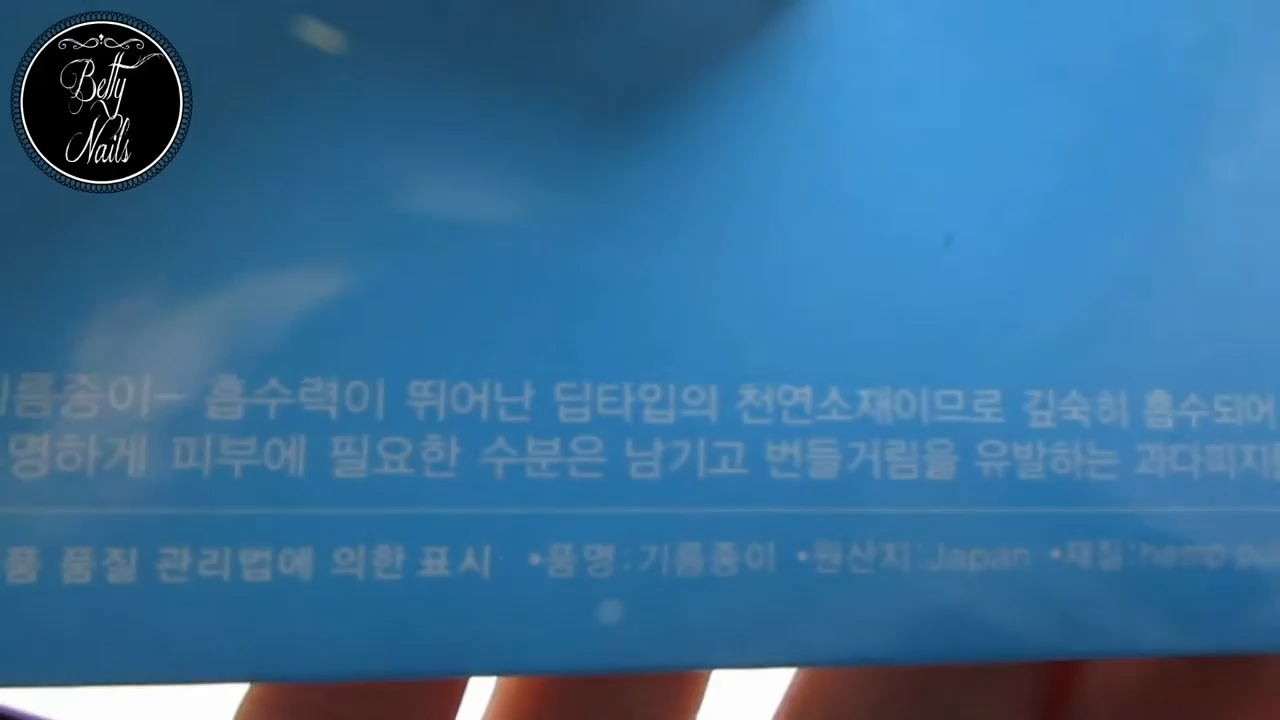 Betty
Nails
기름종이- 흡수력이 뛰어난 딥타입의 천연소재이므로 깊숙히 흡수되어
명하게 피부에 필요한 수분은 남기고 번들거림을 유발하는 과다피지
품 품질 관리법에 의한 표시 •품명:기름종이 •원산지:Japan •재질:hemp